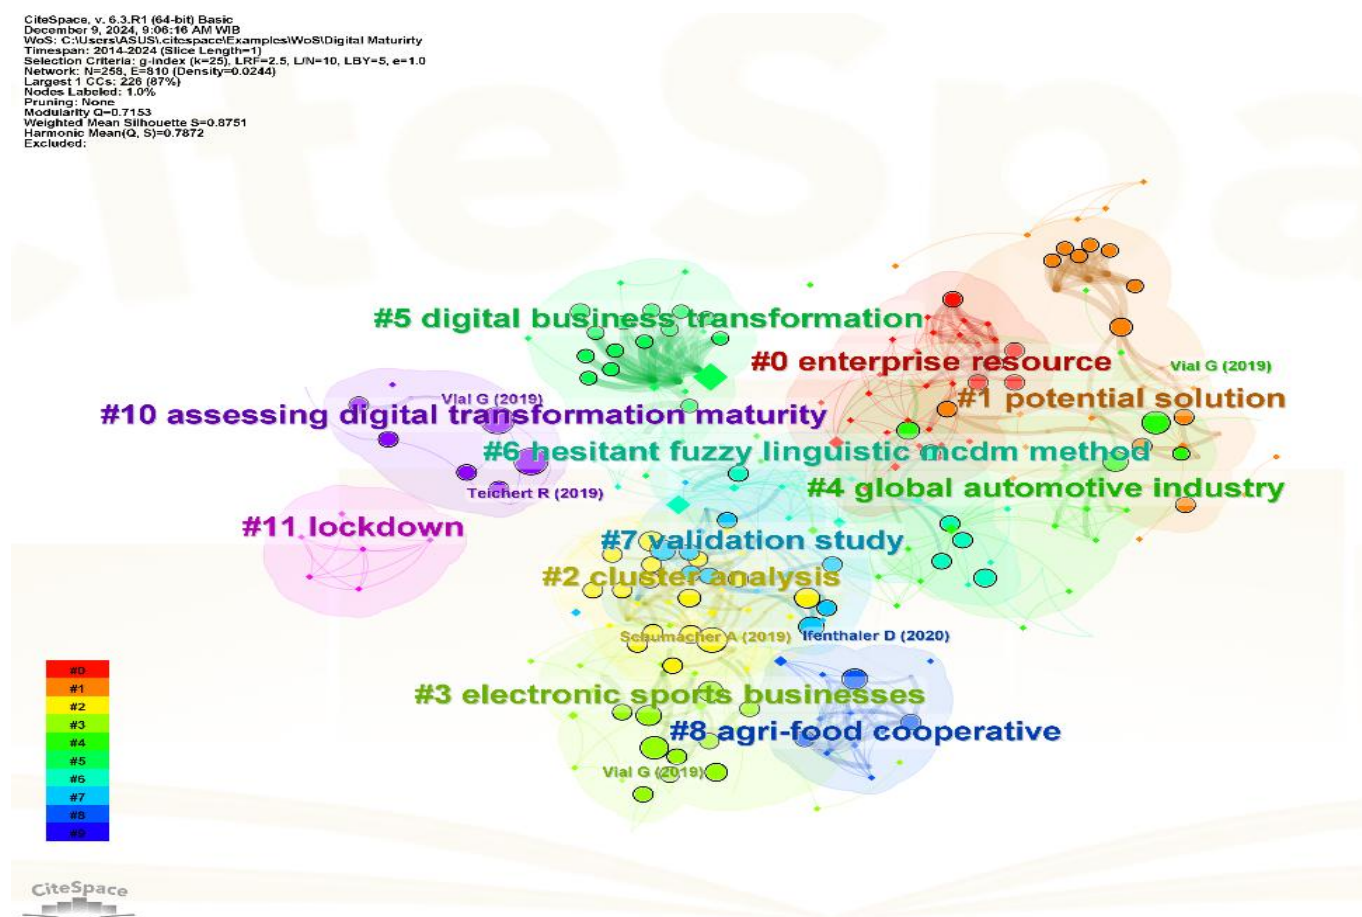 CiteSpace, v. 6.3.R1 (64-bit) Basic
December 9, 2024, 9:06:16 AM WIB
WoS: C:\Users\ASUS\.citespace\Examples\WoS\Digital Maturirty
Timespan: 2014-2024 (Slice Length=1)
Selection Criteria: g-index (k=25), LRF=2.5, L/N=10, LBY=5, e=1.0
Network: N=258, E=810 (Density=0.0244)
Largest 1 CCs: 226 (87%)
Nodes Labeled: 1.0%
Pruning: None
Modularity Q=0.7153
Weighted Mean Silhouette S=0.8751
Harmonic Mean(Q, S)=0.7872
Excluded:
CiteSpa
#5 digital business transformation
#0 enterprise resource
Vial G (2019)
#1 potential solution
Vial G (2019)
#10 assessing digital transformation maturity
#6 hesitant fuzzy linguistic mcdm method
#4 global automotive industry
Teichert R (2019)
#11 lockdown
#7 validation study
#2 cluster analysis
Schumacher A (2019)
Ifenthaler D (2020)
#3 electronic sports businesses
#8 agri-food cooperative
Vial G (2019)
#0
#1
#2
#3
#4
#5
#6
#7
#8
#9
CiteSpace